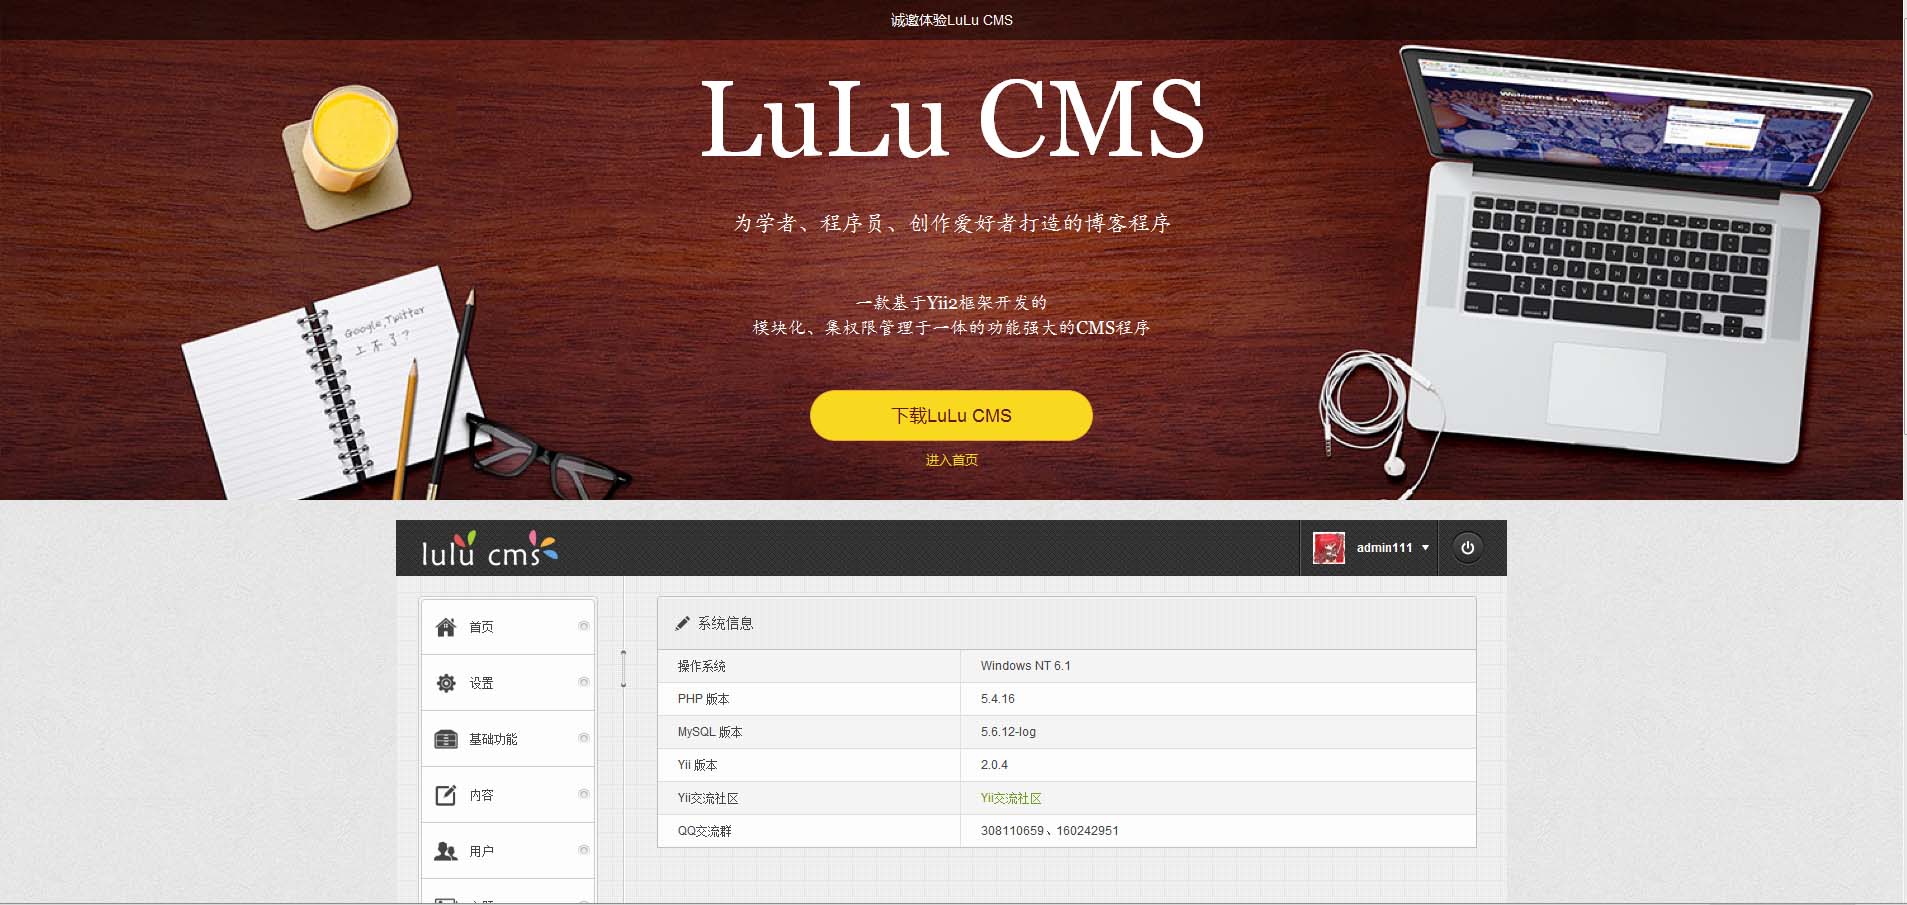 诚邀体验LuLu CMS
LuLu CMS
为学者、程序员、创作爱好者打造的博客程序
一款基于Yii2框架开发的
模块化、集权限管理于一体的功能强大的CMS程序
下载LuLu CMS
进入首页
Google,Twitter
上不了?
Welcome to Twitter
lulu cms
admin111
首页
设置
基础功能
内容
用户
系统信息
操作系统 Windows NT 6.1
PHP 版本 5.4.16
MySQL 版本 5.6.12-log
Yii 版本 2.0.4
Yii交流社区 Yii交流社区
QQ交流群 308110659、160242951